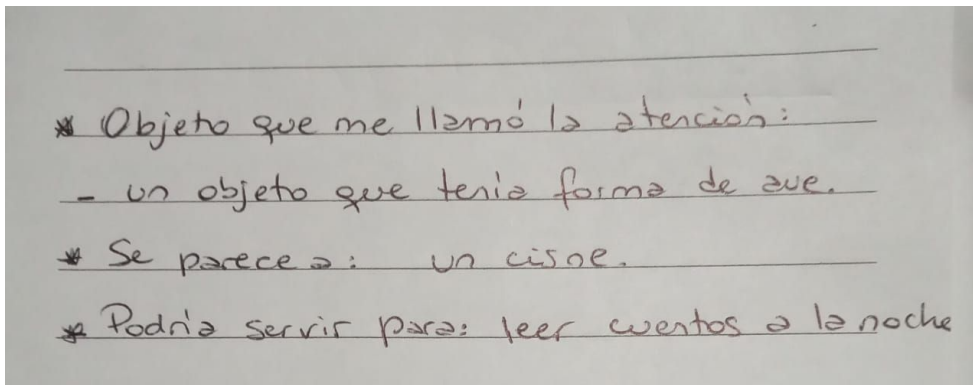 * Objeto que me llamó la atención:
- un objeto que tenia forma de ave.
* Se parece a: un cisne.
* Podría servir para: leer cuentos a la noche